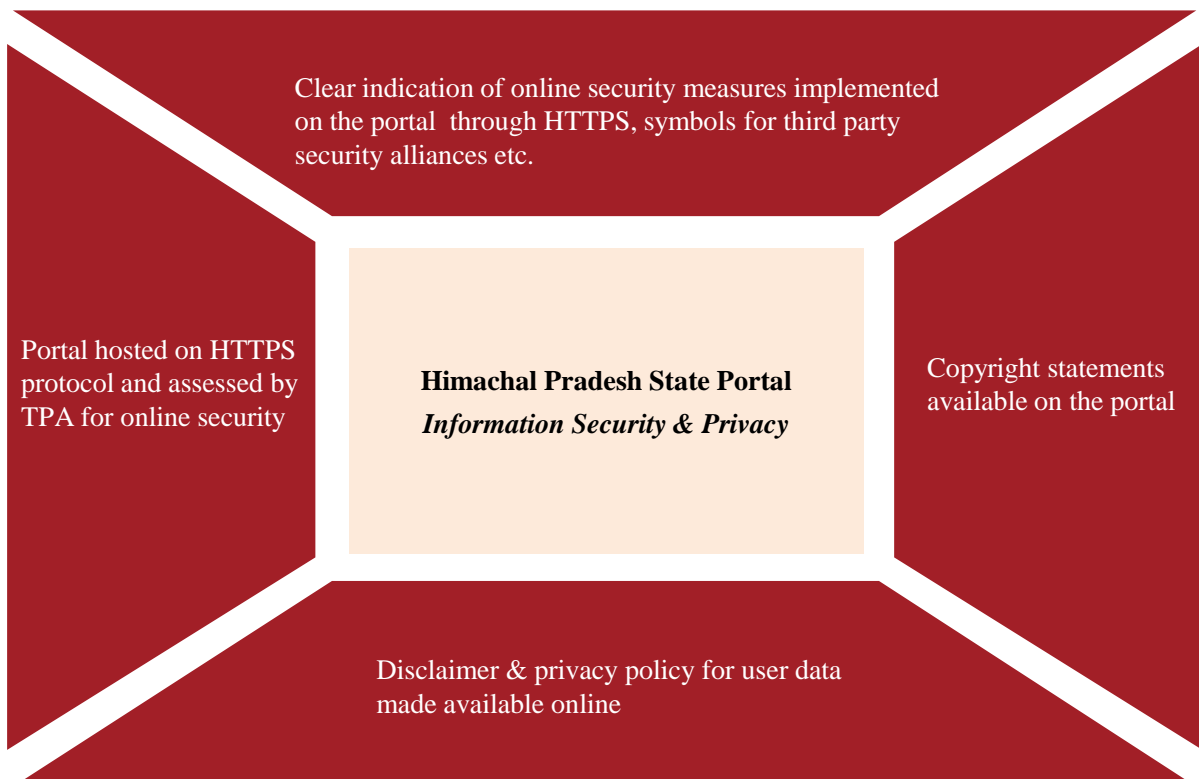 Clear indication of online security measures implemented
on the portal through HTTPS, symbols for third party
security alliances etc.
Portal hosted on HTTPS
protocol and assessed by
TPA for online security
Himachal Pradesh State Portal
Information Security & Privacy
Copyright statements
available on the portal
Disclaimer & privacy policy for user data
made available online